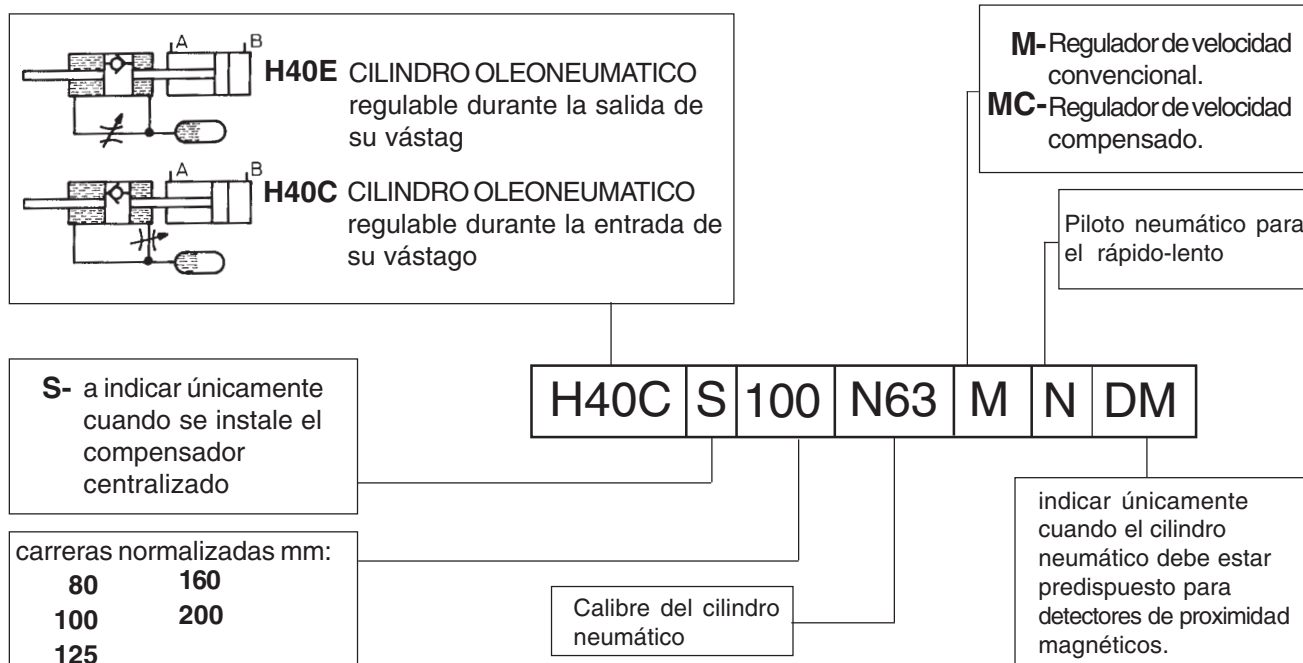 A B
H40E CILINDRO OLEONEUMATICO
regulable durante la salida de
su vástag
A B
H40C CILINDRO OLEONEUMATICO
regulable durante la entrada de
su vástago
M- Regulador de velocidad
convencional.
MC- Regulador de velocidad
compensado.
Piloto neumático para
el rápido-lento
H40C S 100 N63 M N DM
S- a indicar únicamente
cuando se instale el
compensador
centralizado
carreras normalizadas mm:
80 160
100 200
125
Calibre del cilindro
neumático
indicar únicamente
cuando el cilindro
neumático debe estar
predispuesto para
detectores de proximidad
magnéticos.